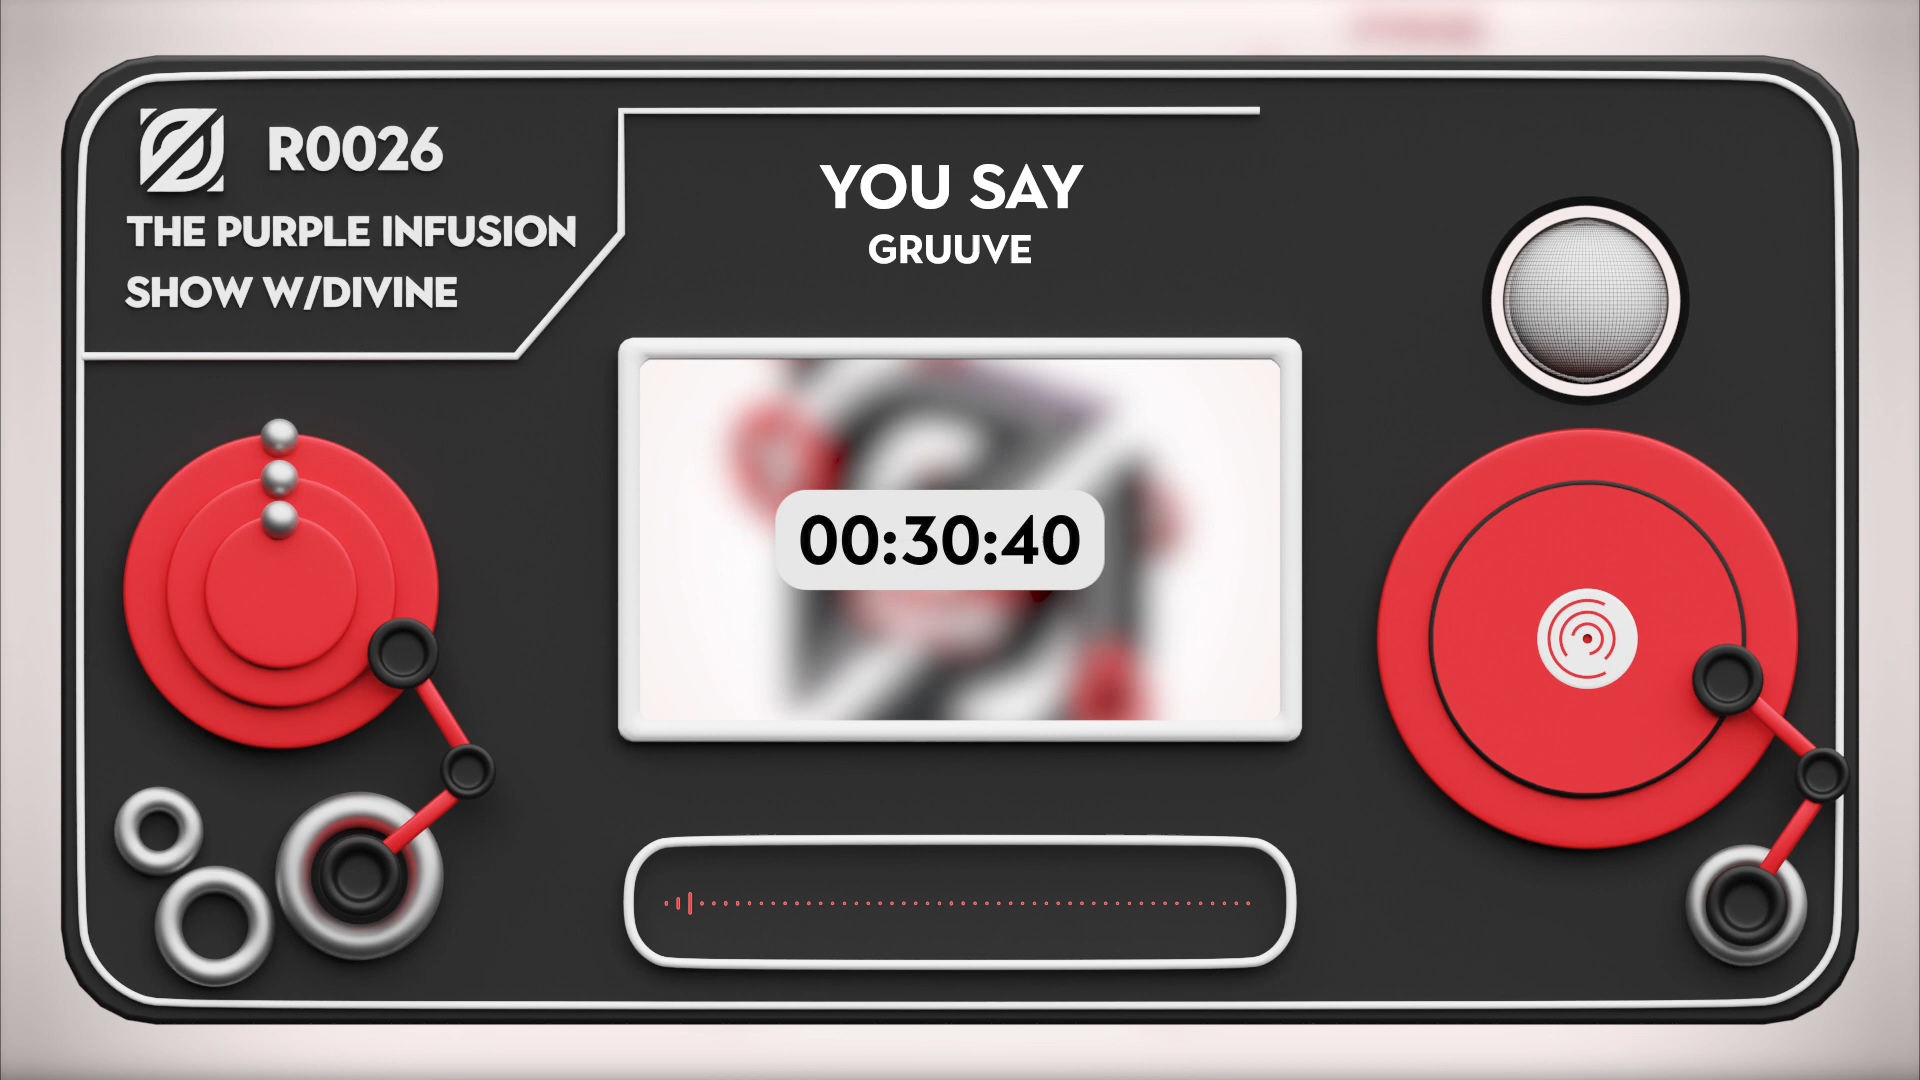 R0026
THE PURPLE INFUSION
SHOW W/DIVINE
YOU SAY
GRUUVE
00:30:40